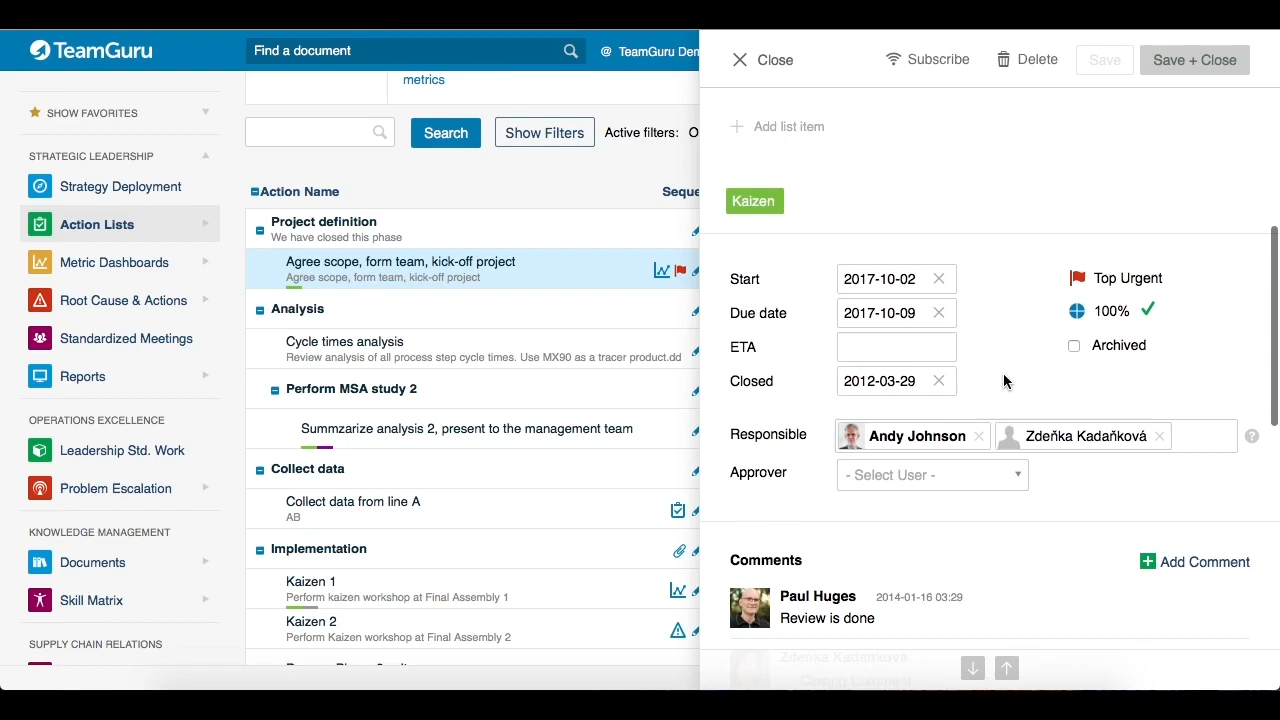 TeamGuru
Find a document
@ TeamGuru Den
Close
Subscribe
Delete
Save
Save + Close
SHOW FAVORITES
STRATEGIC LEADERSHIP
Strategy Deployment
Action Lists
Metric Dashboards
Root Cause & Actions
Standardized Meetings
Reports
OPERATIONS EXCELLENCE
Leadership Std. Work
Problem Escalation
KNOWLEDGE MANAGEMENT
Documents
Skill Matrix
SUPPLY CHAIN RELATIONS
metrics
Search
Show Filters
Active filters: O
Action Name
Seque
Project definition
We have closed this phase
Agree scope, form team, kick-off project
Agree scope, form team, kick-off project
Analysis
Cycle times analysis
Review analysis of all process step cycle times. Use MX90 as a tracer product.dd
Perform MSA study 2
Summzarize analysis 2, present to the management team
Collect data
Collect data from line A
AB
Implementation
Kaizen 1
Perform kaizen workshop at Final Assembly 1
Kaizen 2
Perform Kaizen workshop at Final Assembly 2
Add list item
Kaizen
Start
2017-10-02
Top Urgent
Due date
2017-10-09
100%
ETA
Archived
Closed
2012-03-29
Responsible
Andy Johnson
Zdeňka Kadaňková
Approver
- Select User -
Comments
Add Comment
Paul Huges 2014-01-16 03:29
Review is done